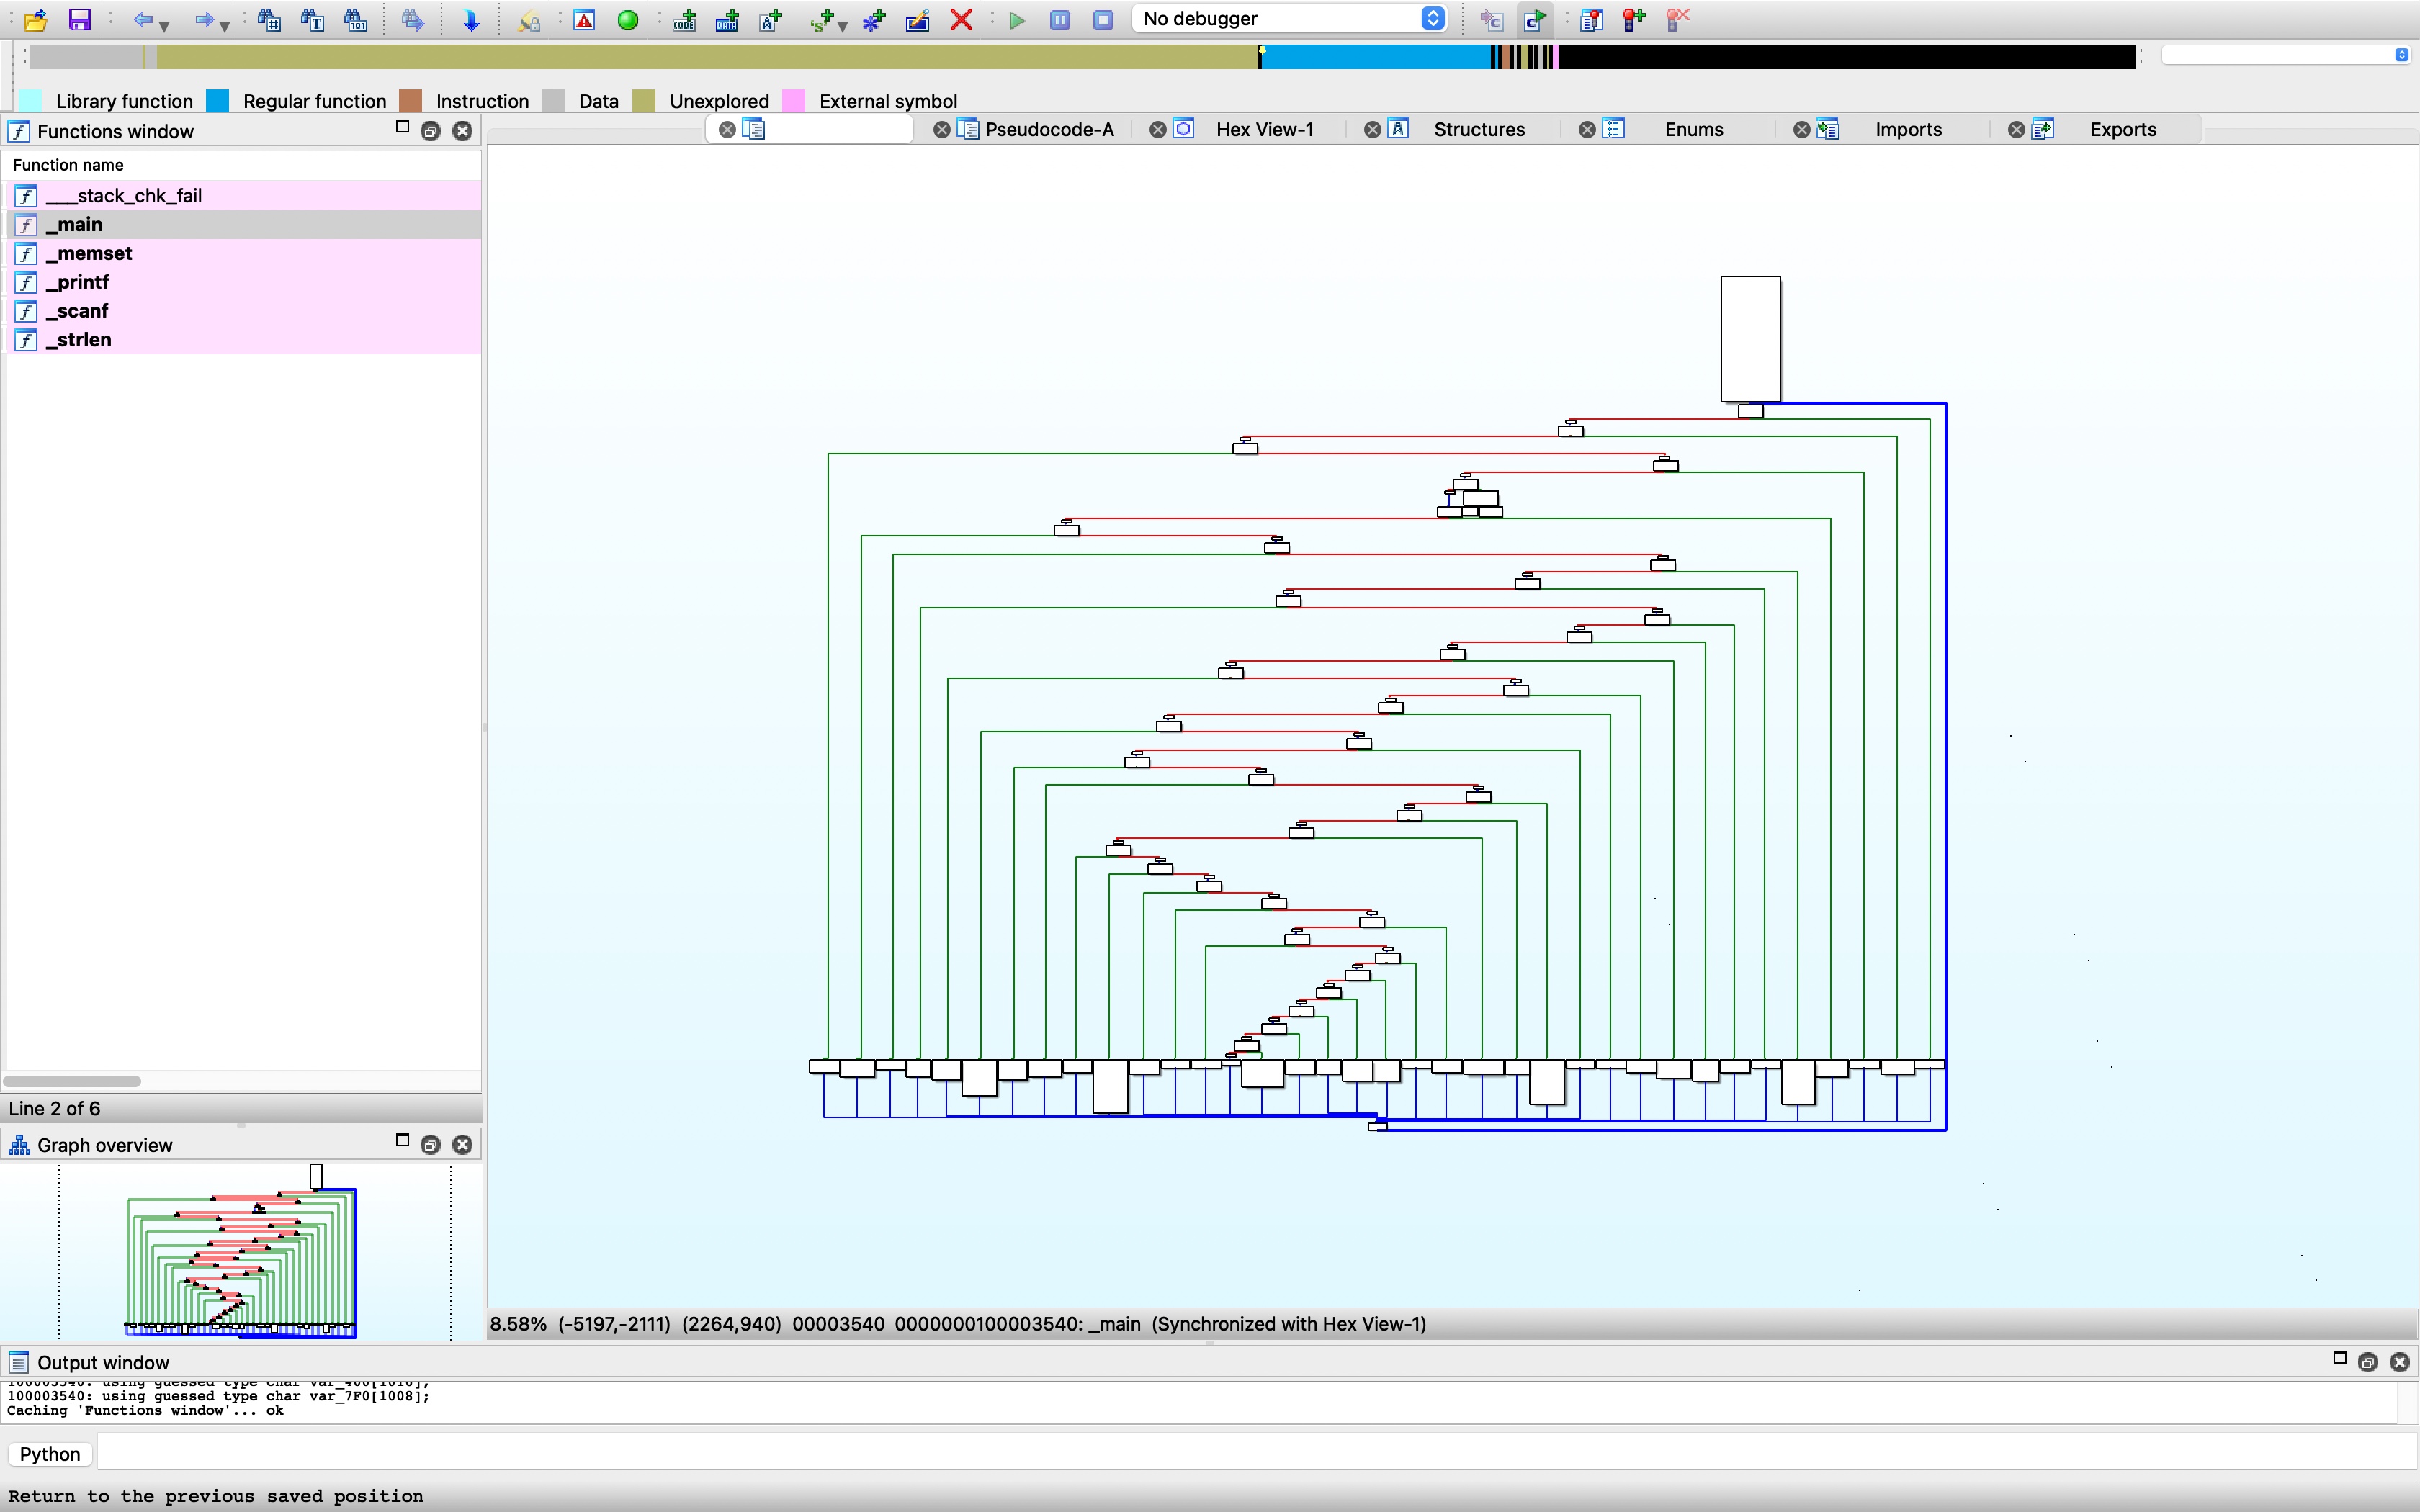 No debugger
Library function Regular function Instruction Data Unexplored External symbol
Functions window
Pseudocode-A Hex View-1 Structures Enums Imports Exports
Function name
___stack_chk_fail
_main
_memset
_printf
_scanf
_strlen
Line 2 of 6
Graph overview
8.58% (-5197,-2111) (2264,940) 00003540 0000000100003540: _main (Synchronized with Hex View-1)
Output window
100003540: using guessed type char var_7F0[1008];
Caching 'Functions window'... ok
Python
Return to the previous saved position